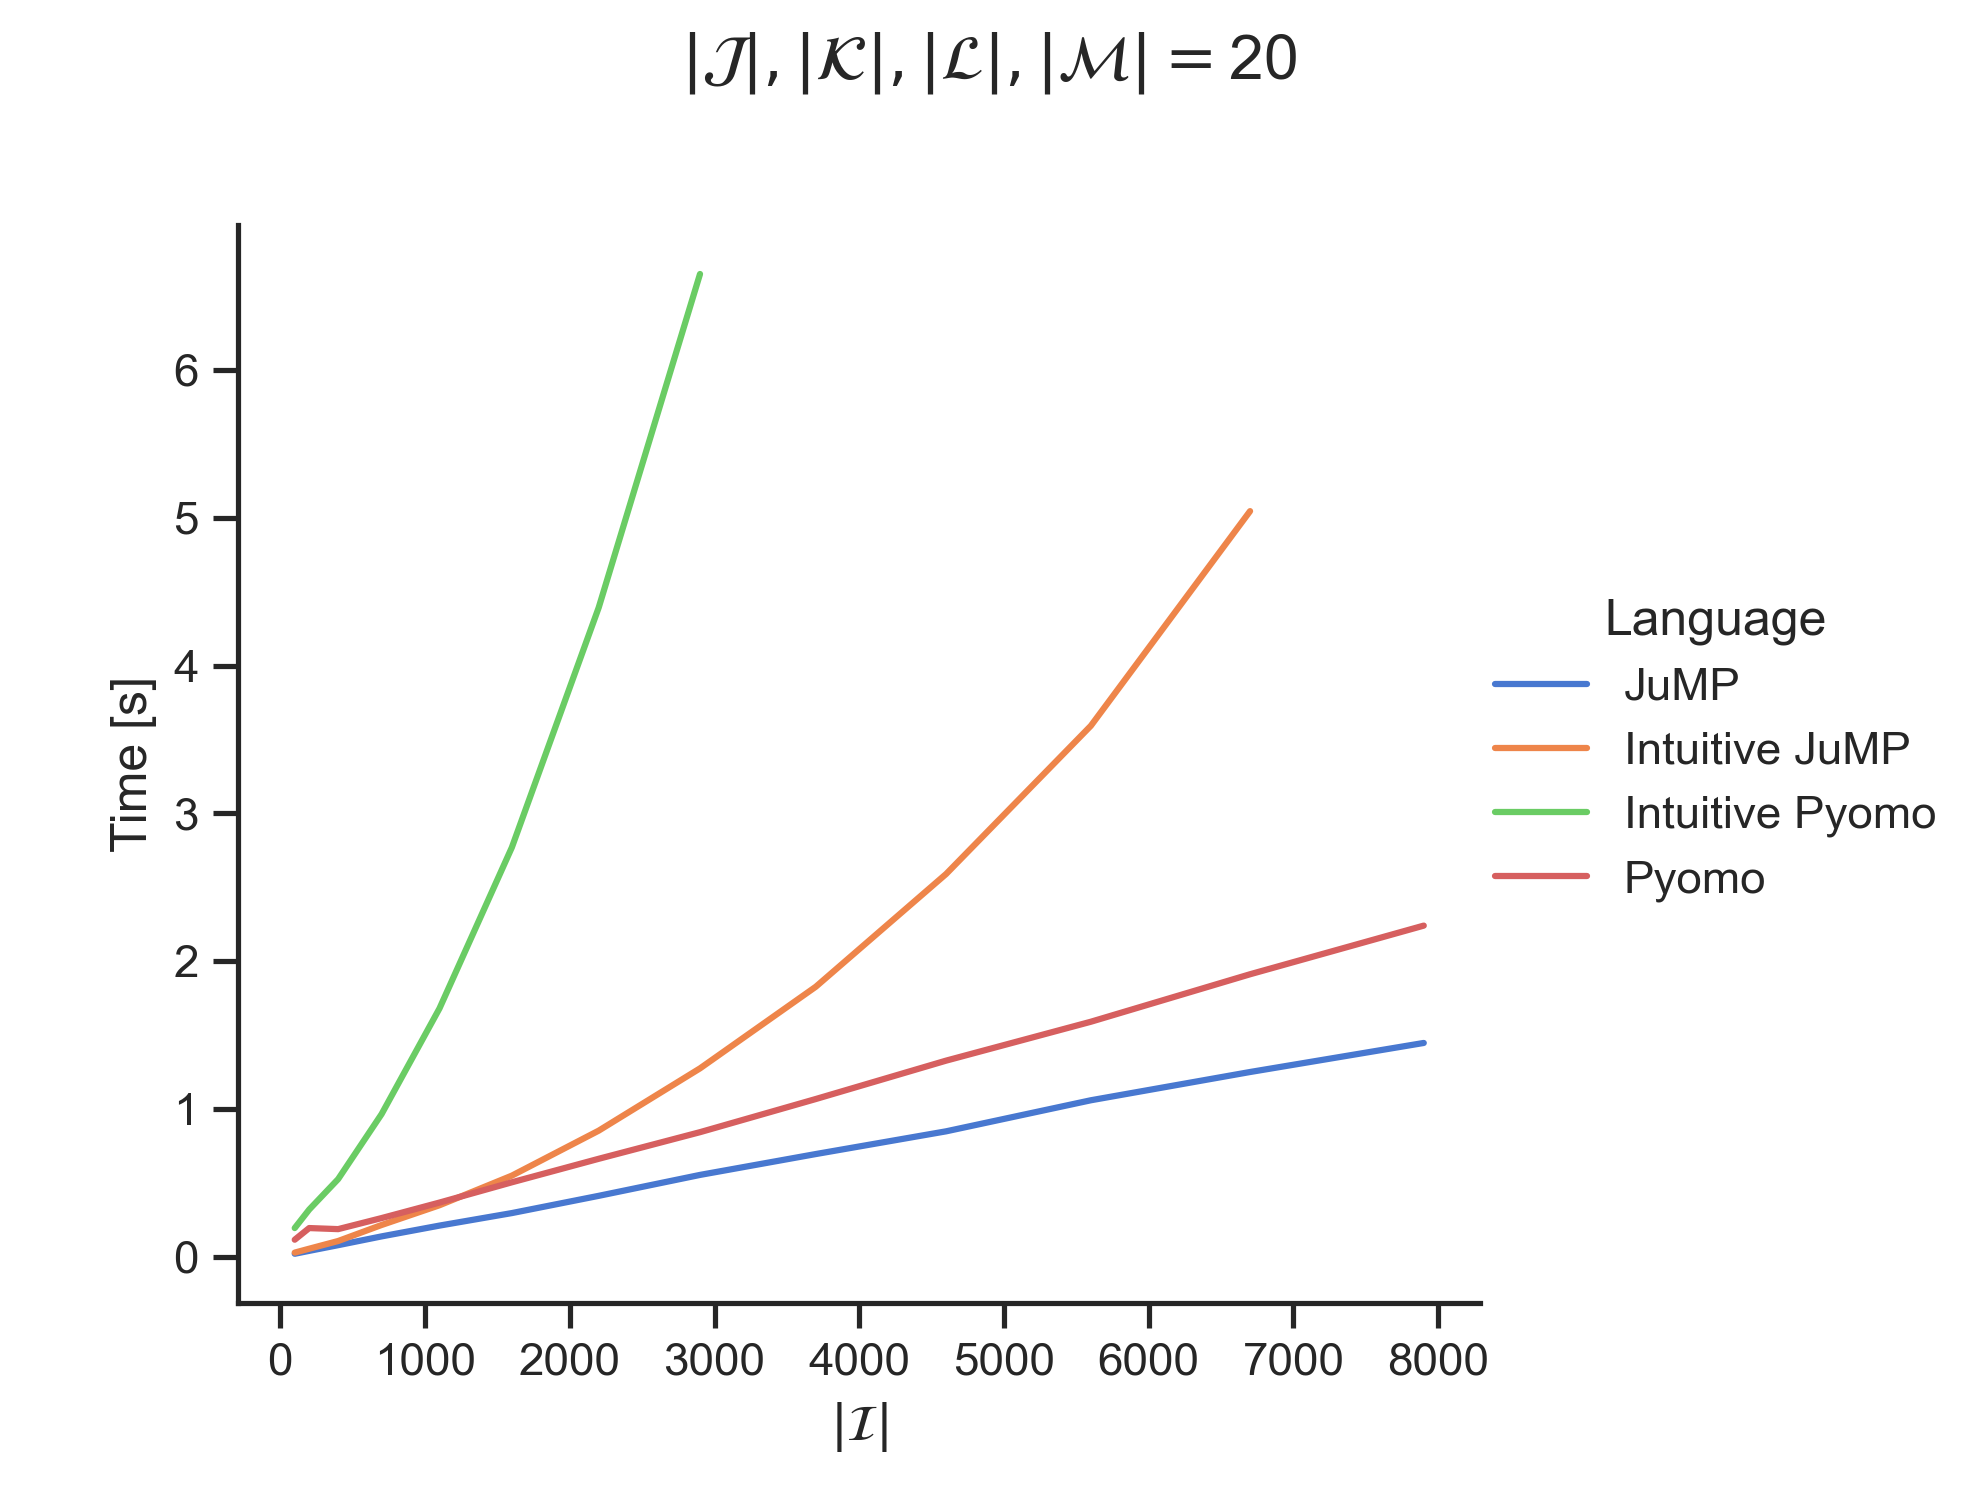 |𝒥|, |𝒦|, |ℒ|, |ℳ| = 20
6
5
4
3
2
1
0
Time [s]
0 1000 2000 3000 4000 5000 6000 7000 8000
|ℐ|
Language
JuMP
Intuitive JuMP
Intuitive Pyomo
Pyomo